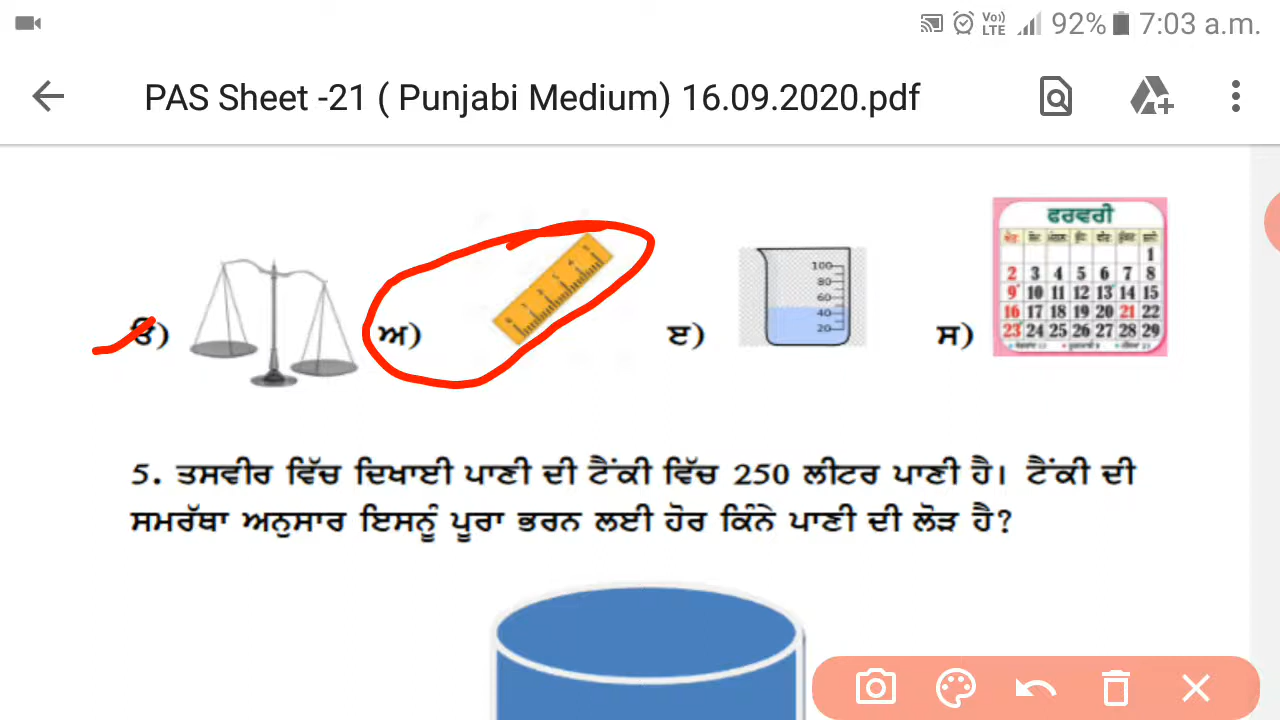 Vo)) LTE 92% 7:03 a.m.
PAS Sheet -21 ( Punjabi Medium) 16.09.2020.pdf
ੳ) ਅ) ੲ) ਸ)
100
80
60
40
20
ਫਰਵਰੀ
1
2 3 4 5 6 7 8
9 10 11 12 13 14 15
16 17 18 19 20 21 22
23 24 25 26 27 28 29
5. ਤਸਵੀਰ ਵਿੱਚ ਦਿਖਾਈ ਪਾਣੀ ਦੀ ਟੈਂਕੀ ਵਿੱਚ 250 ਲੀਟਰ ਪਾਣੀ ਹੈ। ਟੈਂਕੀ ਦੀ
ਸਮਰੱਥਾ ਅਨੁਸਾਰ ਇਸਨੂੰ ਪੂਰਾ ਭਰਨ ਲਈ ਹੋਰ ਕਿੰਨੇ ਪਾਣੀ ਦੀ ਲੋੜ ਹੈ?